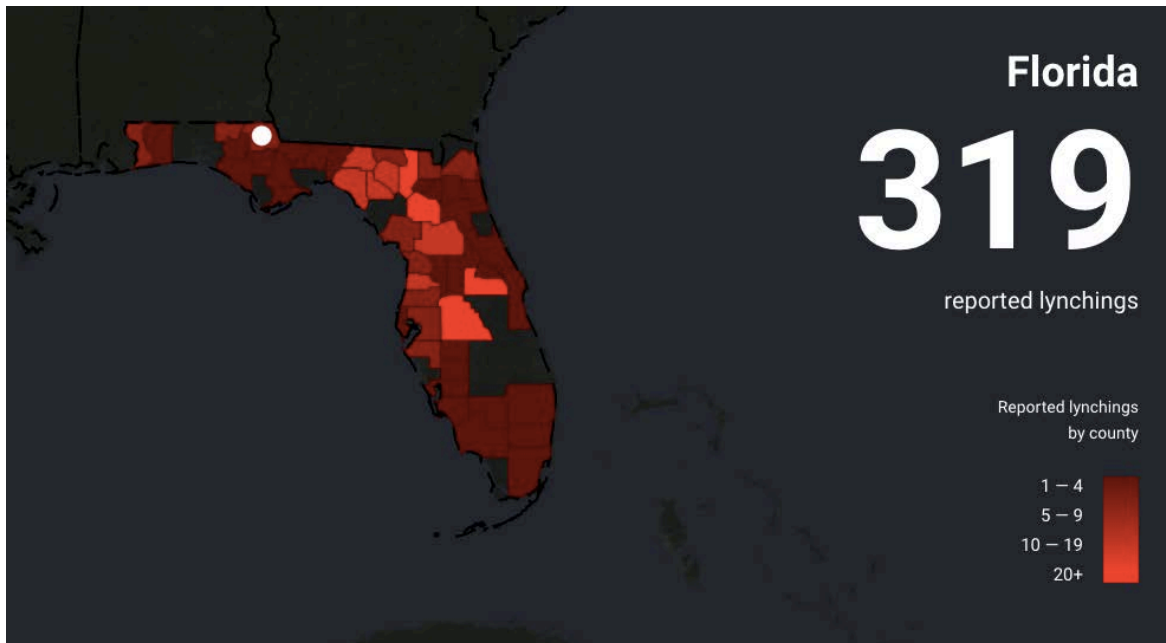 Florida
319
reported lynchings
Reported lynchings
by county
1 — 4
5 — 9
10 — 19
20+